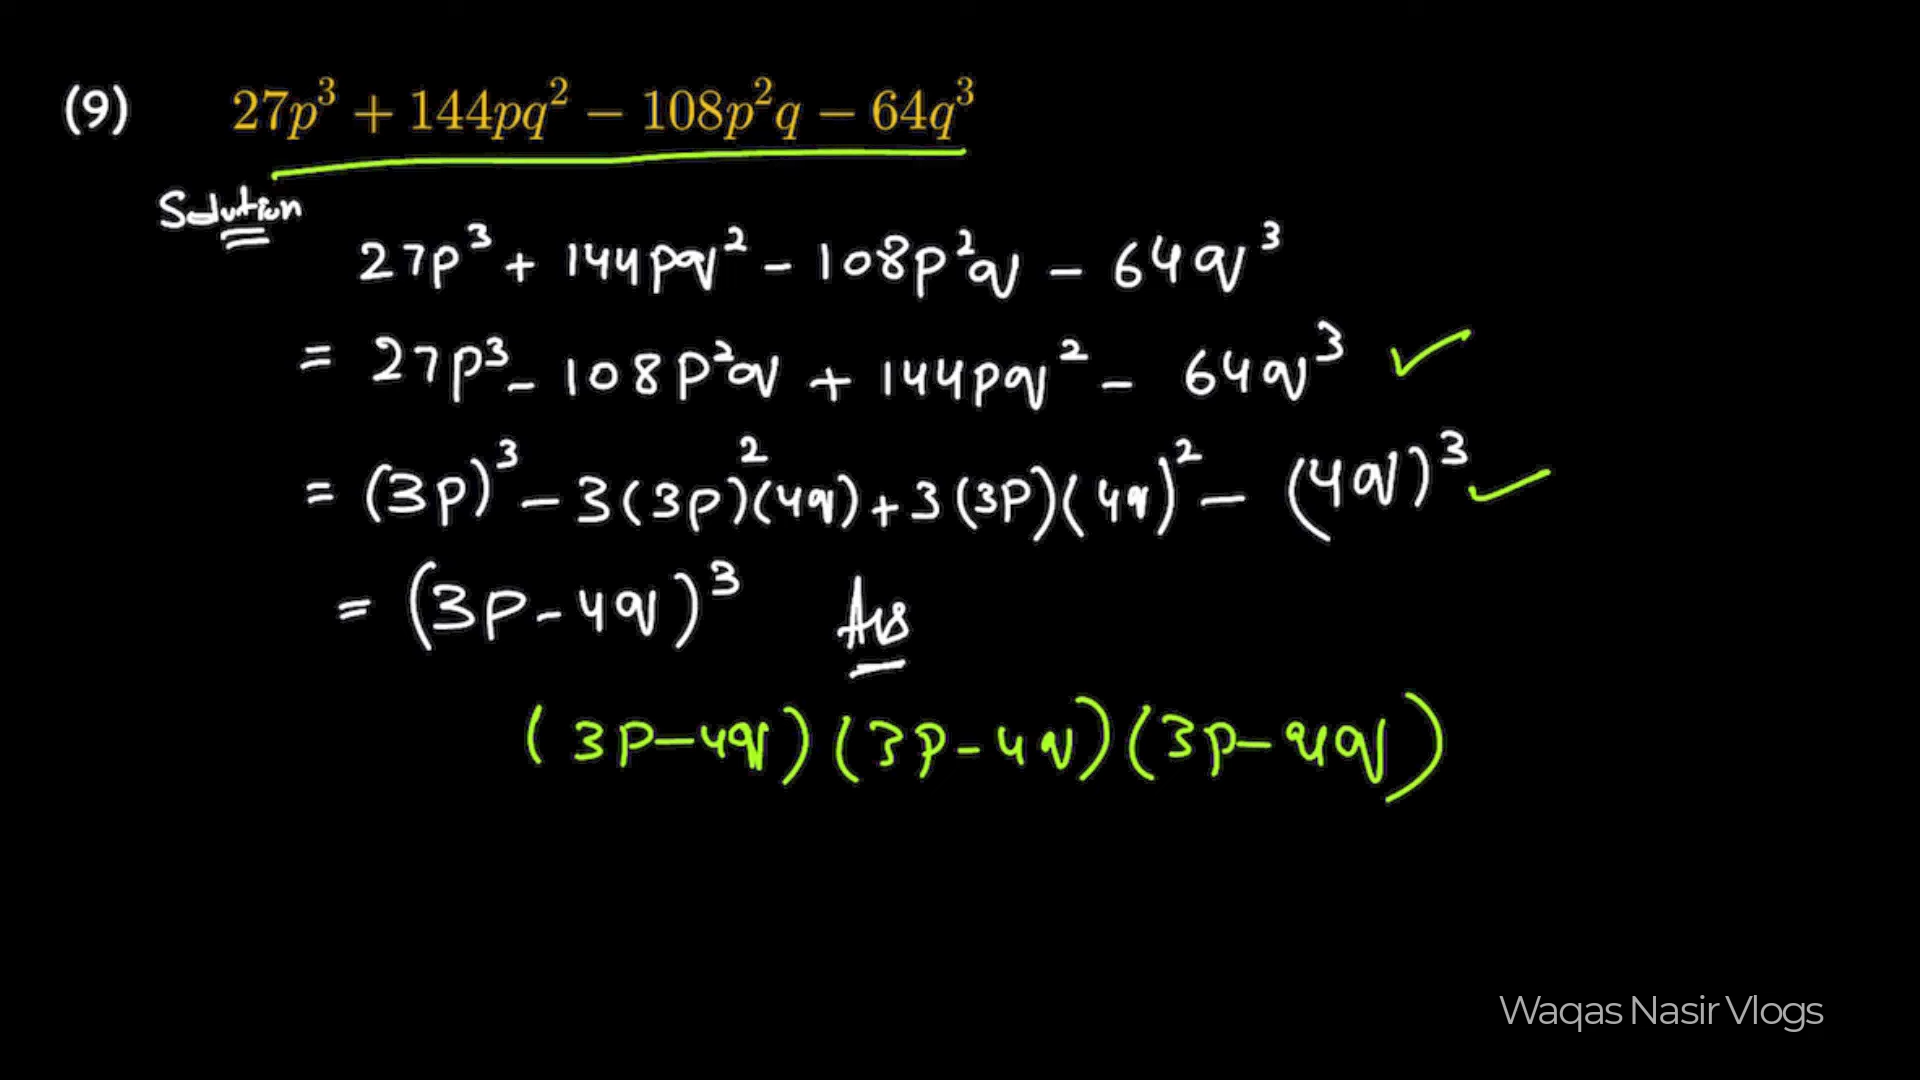 (9) 27p³ + 144pq² − 108p²q − 64q³
Solution
27p³ + 144pq² − 108p²q − 64q³
= 27p³ − 108p²q + 144pq² − 64q³ ✓
= (3p)³ − 3(3p)²(4q) + 3(3p)(4q)² − (4q)³ ✓
= (3p − 4q)³ Ans
(3p − 4q)(3p − 4q)(3p − 4q)
Waqas Nasir Vlogs